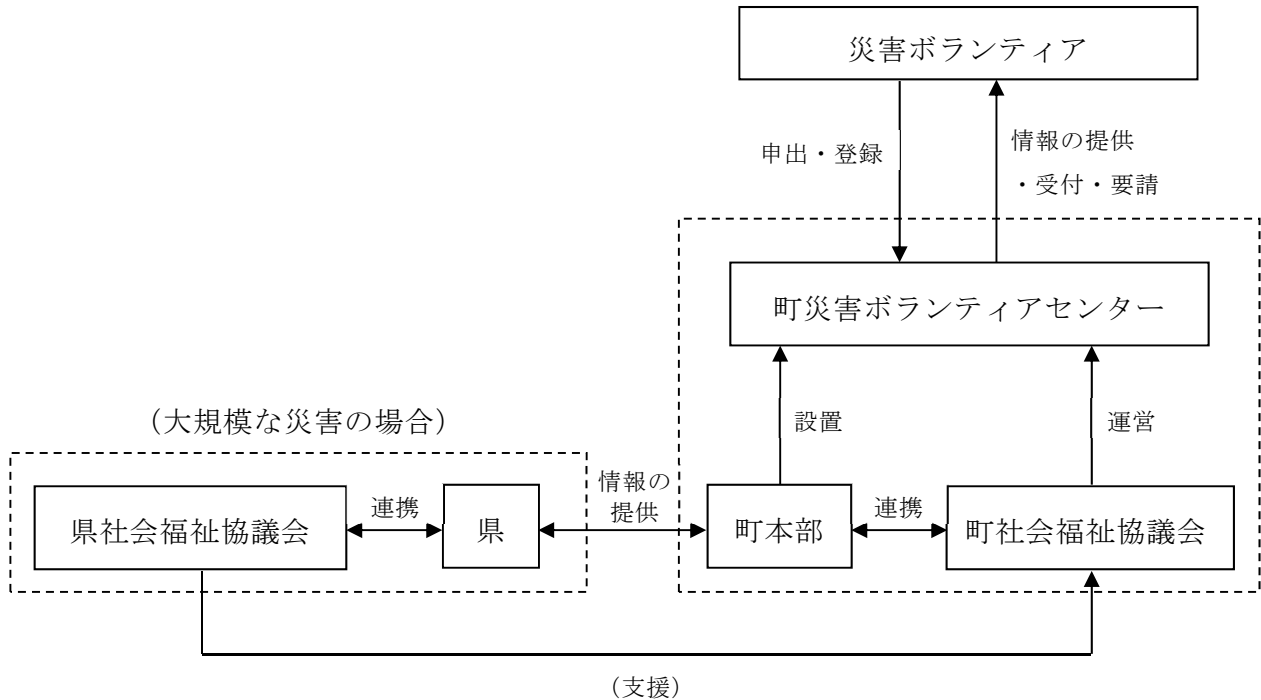 災害ボランティア
申出・登録
情報の提供
・受付・要請
町災害ボランティアセンター
設置
運営
（大規模な災害の場合）
県社会福祉協議会
連携
県
情報の
提供
町本部
連携
町社会福祉協議会
（支援）